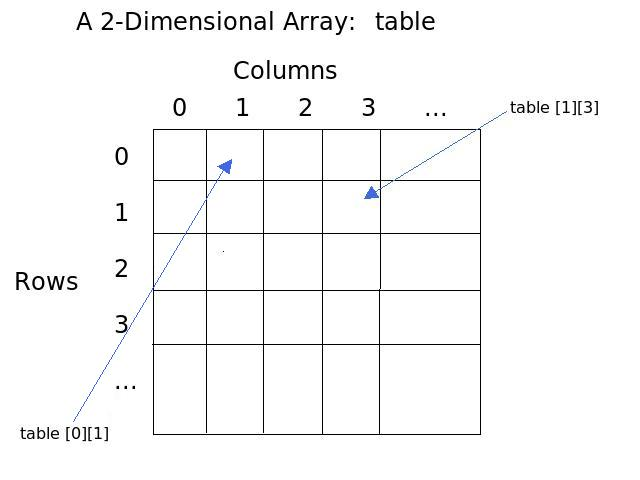 A 2-Dimensional Array:  table
Columns
0 1 2 3 ...
table [1][3]
0
1
Rows
2
3
...
table [0][1]